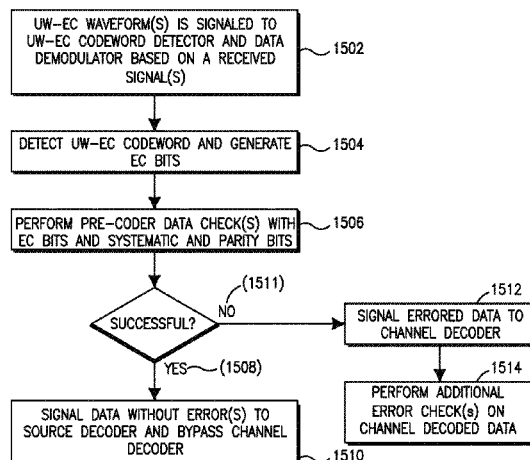 UW-EC WAVEFORM(S) IS SIGNALED TO
UW-EC CODEWORD DETECTOR AND DATA
DEMODULATOR BASED ON A RECEIVED
SIGNAL(S)
1502
DETECT UW-EC CODEWORD AND GENERATE
EC BITS
1504
PERFORM PRE-CODER DATA CHECK(S) WITH
EC BITS AND SYSTEMATIC AND PARITY BITS
1506
SUCCESSFUL?
NO
(1511)
1512
SIGNAL ERRORED DATA TO
CHANNEL DECODER
YES
(1508)
1514
PERFORM ADDITIONAL
ERROR CHECK(s) ON
CHANNEL DECODED DATA
SIGNAL DATA WITHOUT ERROR(S) TO
SOURCE DECODER AND BYPASS CHANNEL
DECODER
1510